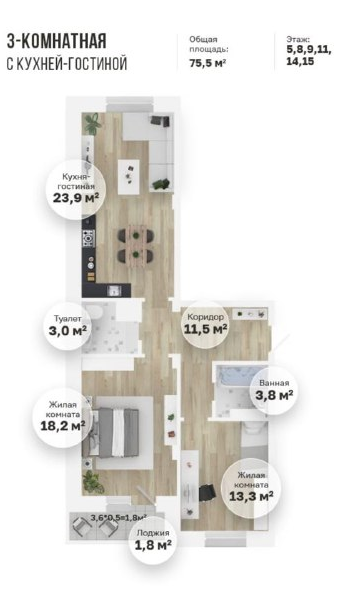 3-КОМНАТНАЯ
С КУХНЕЙ-ГОСТИНОЙ
Общая
площадь:
75,5 м²
Этаж:
5,8,9,11,
14,15
Кухня-
гостиная
23,9 м²
Туалет
3,0 м²
Коридор
11,5 м²
Ванная
3,8 м²
Жилая
комната
18,2 м²
Жилая
комната
13,3 м²
3,6*0,5=1,8м²
Лоджия
1,8 м²